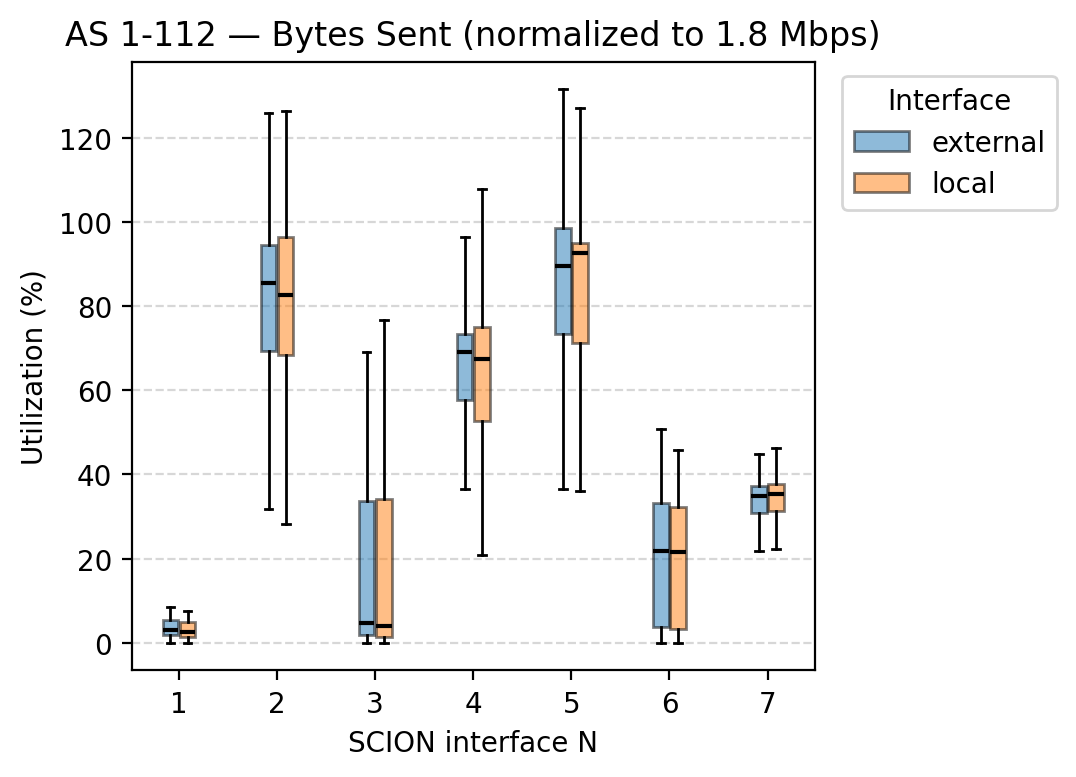 AS 1-112 — Bytes Sent (normalized to 1.8 Mbps)
Interface
external
local
Utilization (%)
120
100
80
60
40
20
0
1 2 3 4 5 6 7
SCION interface N